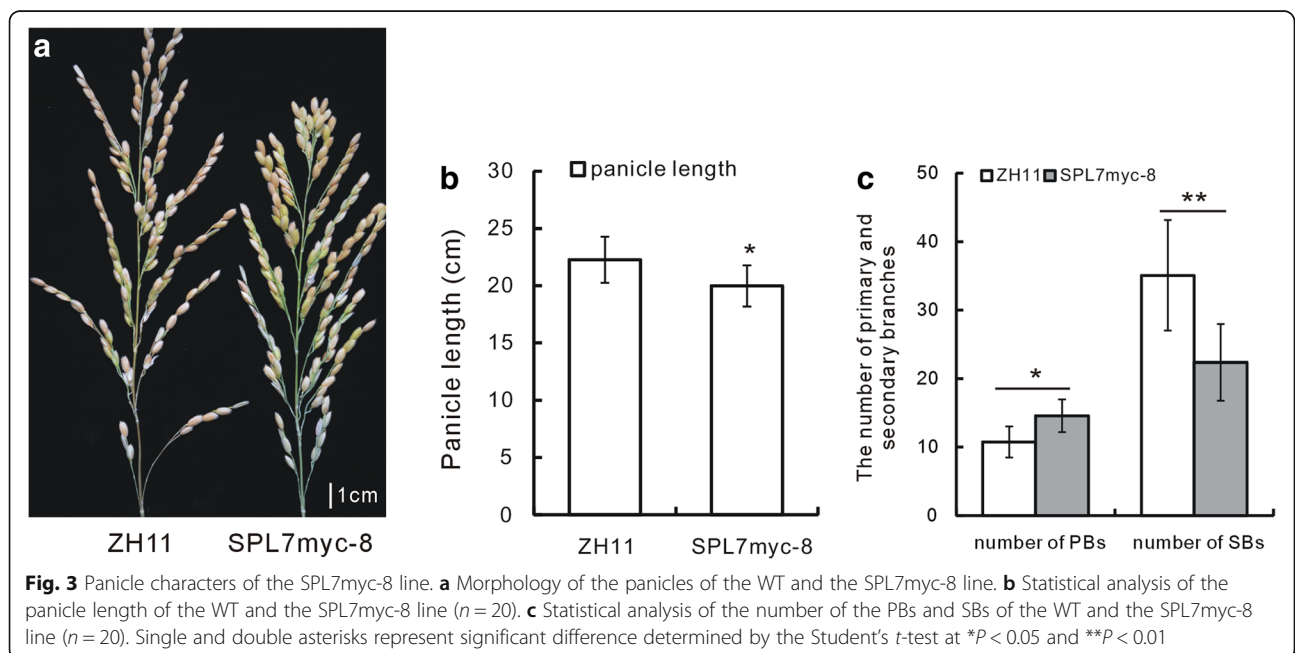 a
1cm
ZH11 SPL7myc-8
b
panicle length
Panicle length (cm)
30
25
20
15
10
5
0
*
ZH11 SPL7myc-8
c
ZH11 SPL7myc-8
The number of primary and
secondary branches
50
40
30
20
10
0
*
**
number of PBs number of SBs
Fig. 3 Panicle characters of the SPL7myc-8 line. a Morphology of the panicles of the WT and the SPL7myc-8 line. b Statistical analysis of the
panicle length of the WT and the SPL7myc-8 line (n = 20). c Statistical analysis of the number of the PBs and SBs of the WT and the SPL7myc-8
line (n = 20). Single and double asterisks represent significant difference determined by the Student's t-test at *P < 0.05 and **P < 0.01